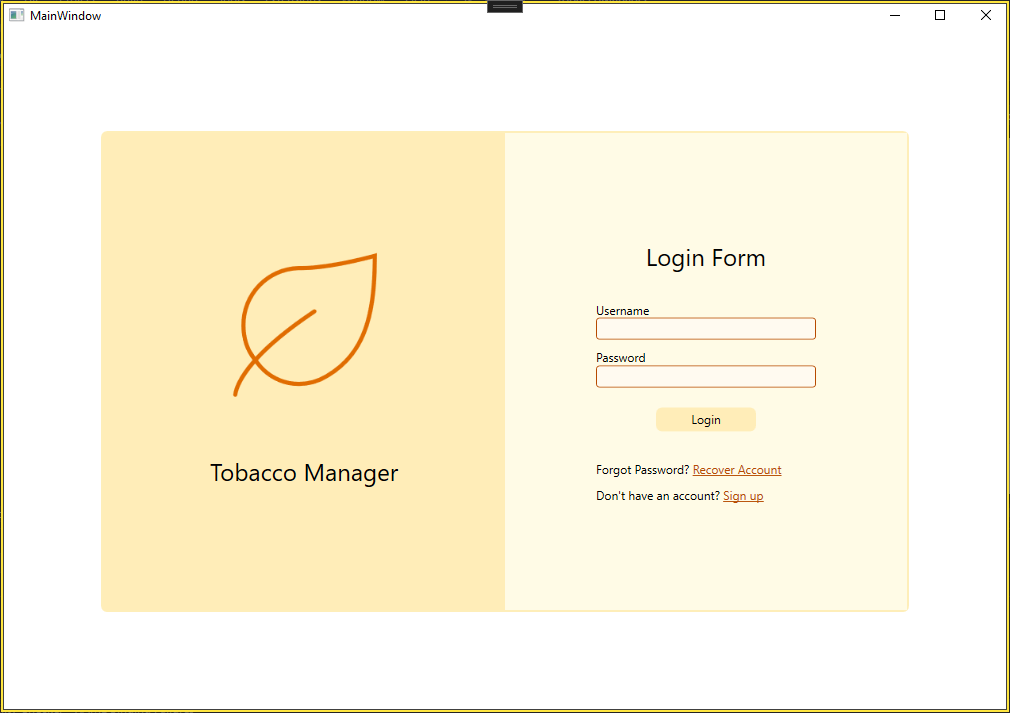 MainWindow
Login Form
Username
Password
Login
Tobacco Manager
Forgot Password? Recover Account
Don't have an account? Sign up